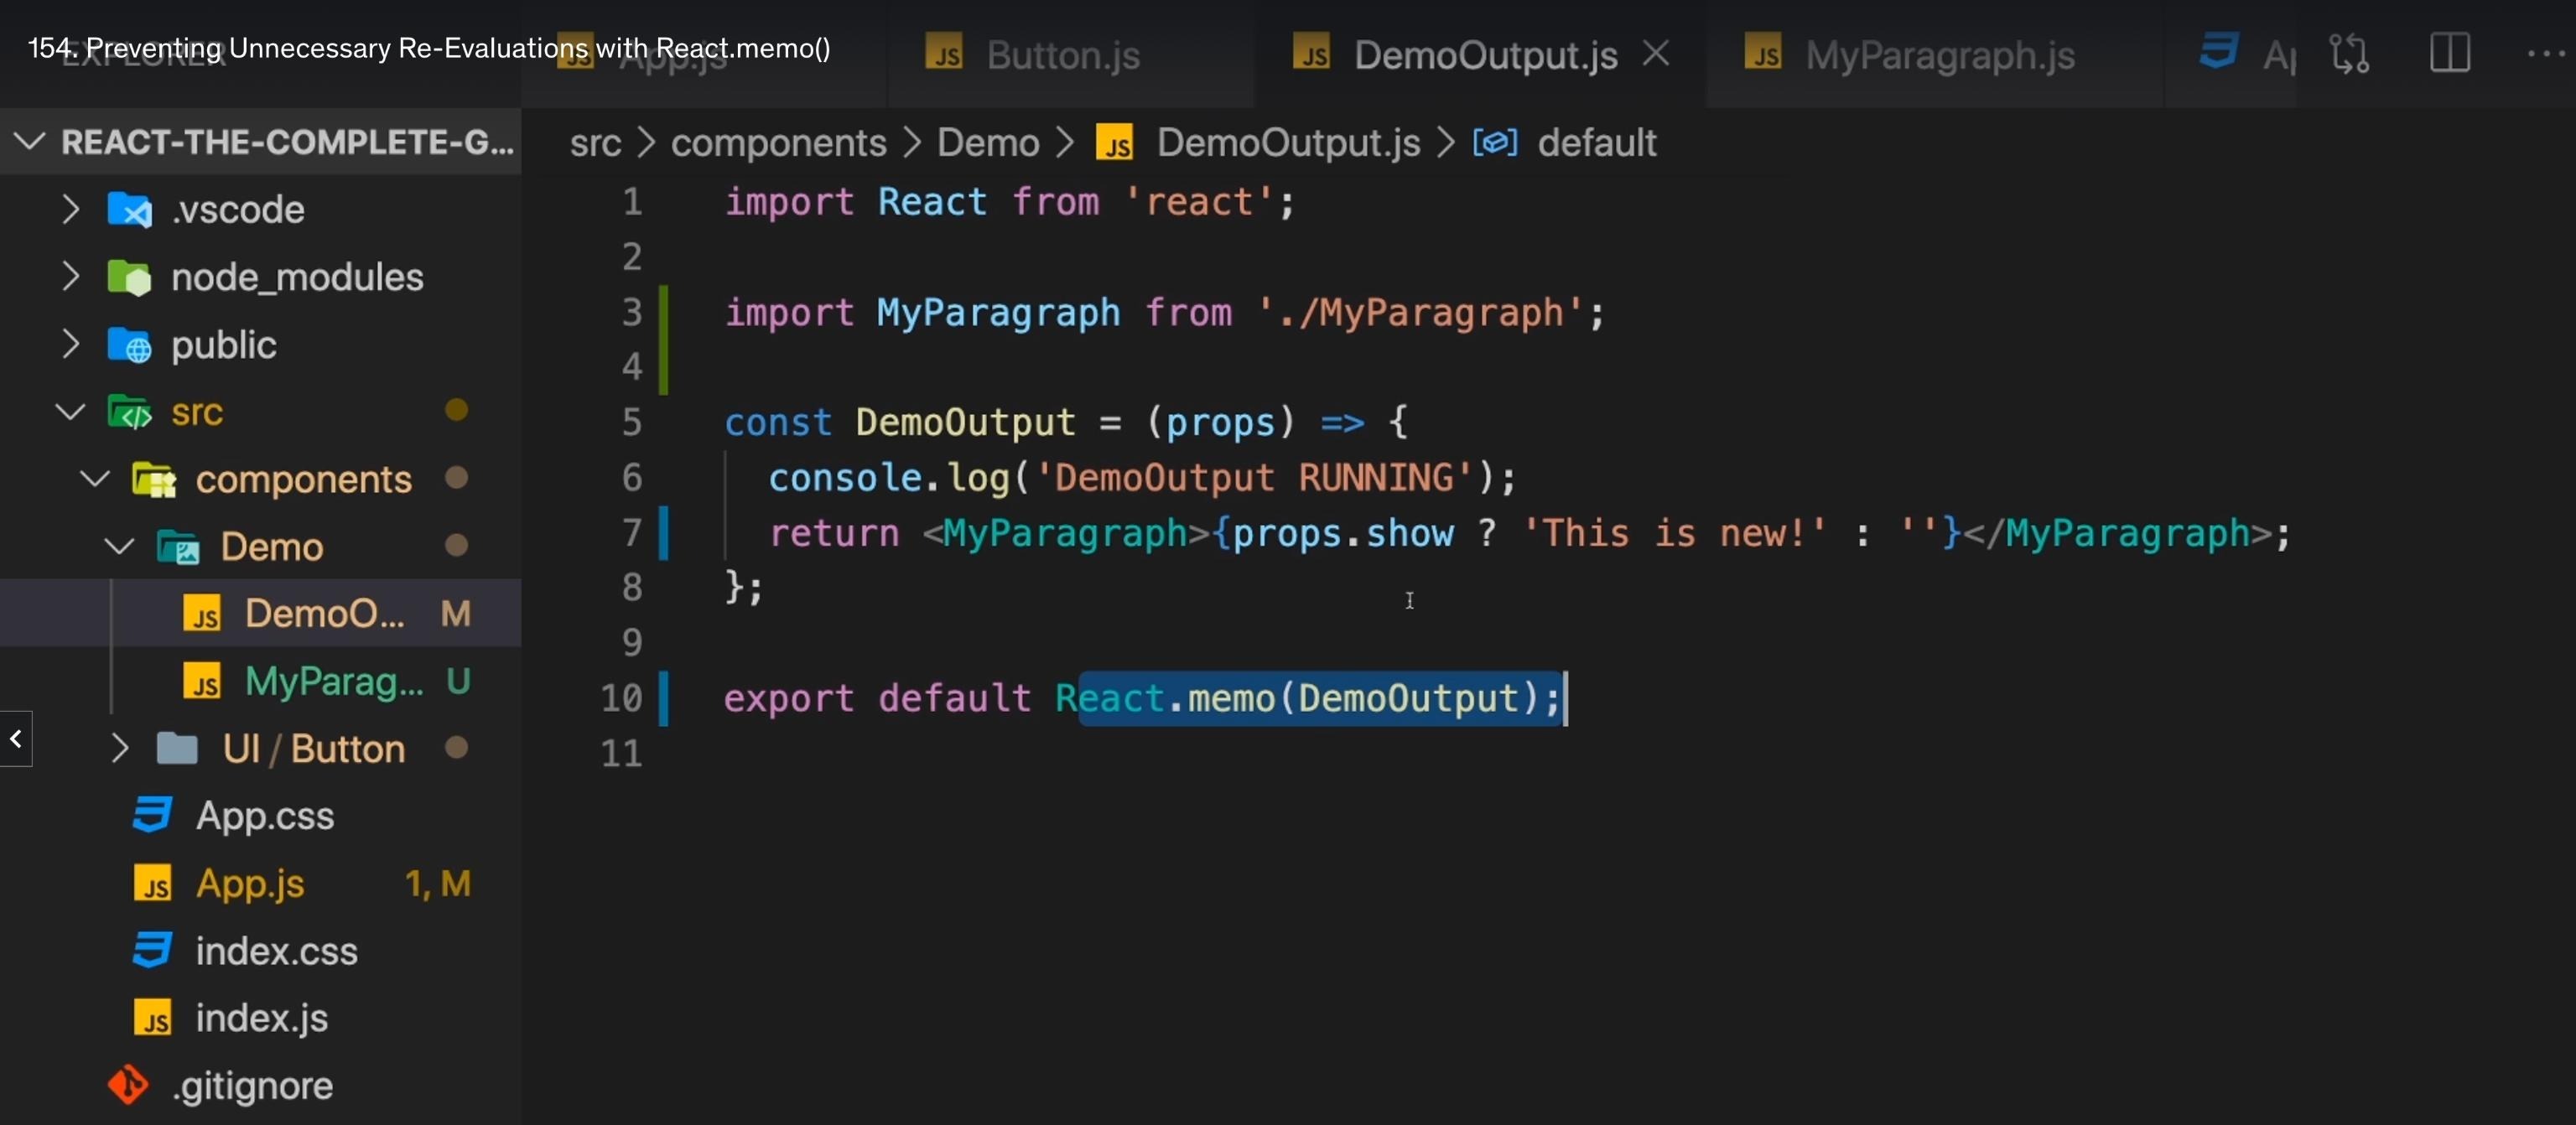 154. Preventing Unnecessary Re-Evaluations with React.memo()
EXPLORER
App.js
Button.js
DemoOutput.js
MyParagraph.js
REACT-THE-COMPLETE-G...
.vscode
node_modules
public
src
components
Demo
DemoO... M
MyParag... U
UI / Button
App.css
App.js 1, M
index.css
index.js
.gitignore
src > components > Demo > JS DemoOutput.js > default
1 import React from 'react';
2
3 import MyParagraph from './MyParagraph';
4
5 const DemoOutput = (props) => {
6 console.log('DemoOutput RUNNING');
7 return <MyParagraph>{props.show ? 'This is new!' : ''}</MyParagraph>;
8 };
9
10 export default React.memo(DemoOutput);
11